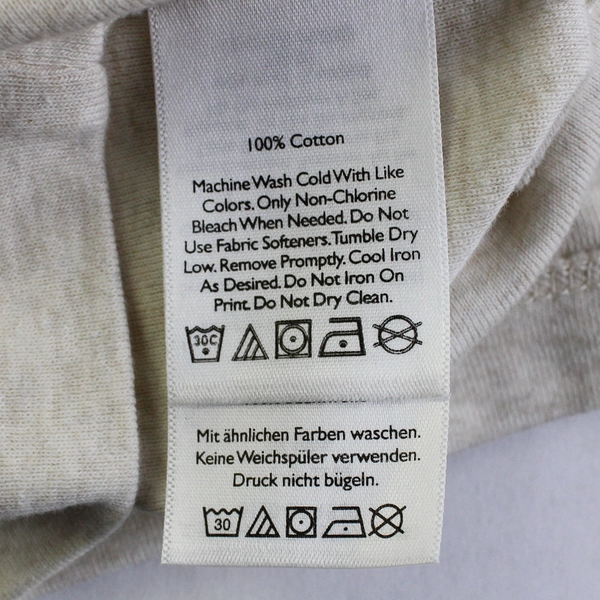 100% Cotton
Machine Wash Cold With Like
Colors. Only Non-Chlorine
Bleach When Needed. Do Not
Use Fabric Softeners. Tumble Dry
Low. Remove Promptly. Cool Iron
As Desired. Do Not Iron On
Print. Do Not Dry Clean.
30C
Mit ähnlichen Farben waschen.
Keine Weichspüler verwenden.
Druck nicht bügeln.
30